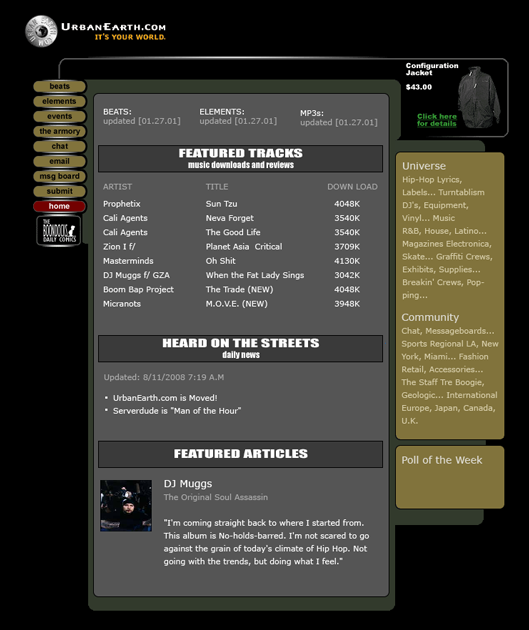 URBANEARTH.COM
IT'S YOUR WORLD.
Configuration
Jacket
$43.00
Click here
for details
beats
elements
events
the armory
chat
email
msg board
submit
home
THE
BOONDOCKS
DAILY COMICS
BEATS:
updated [01.27.01]
ELEMENTS:
updated [01.27.01]
MP3s:
updated [01.27.01]
FEATURED TRACKS
music downloads and reviews
ARTIST TITLE DOWN LOAD
Prophetix Sun Tzu 4048K
Cali Agents Neva Forget 3540K
Cali Agents The Good Life 3540K
Zion I f/ Planet Asia Critical 3709K
Masterminds Oh Shit 4130K
DJ Muggs f/ GZA When the Fat Lady Sings 3042K
Boom Bap Project The Trade (NEW) 4048K
Micranots M.O.V.E. (NEW) 3948K
HEARD ON THE STREETS
daily news
Updated: 8/11/2008 7:19 A.M
• UrbanEarth.com is Moved!
• Serverdude is "Man of the Hour"
FEATURED ARTICLES
DJ Muggs
The Original Soul Assassin
"I'm coming straight back to where I started from.
This album is No-holds-barred. I'm not scared to go
against the grain of today's climate of Hip Hop. Not
going with the trends, but doing what I feel."
Universe
Hip-Hop Lyrics,
Labels... Turntablism
DJ's, Equipment,
Vinyl... Music
R&B, House, Latino...
Magazines Electronica,
Skate... Graffiti Crews,
Exhibits, Supplies...
Breakin' Crews, Pop-
ping...
Community
Chat, Messageboards...
Sports Regional LA, New
York, Miami... Fashion
Retail, Accessories...
The Staff Tre Boogie,
Geologic... International
Europe, Japan, Canada,
U.K.
Poll of the Week